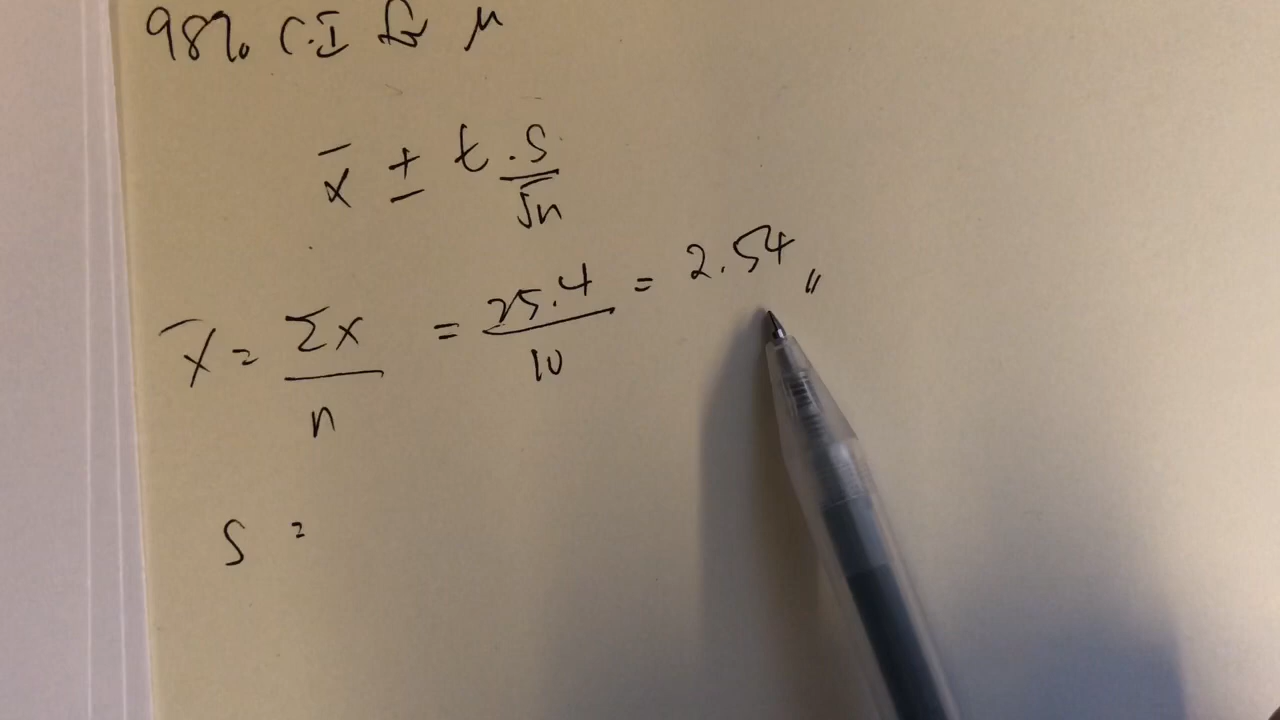 98% C.I for μ
x̄ ± t . s / √n
x̄ = Σx / n = 25.4 / 10 = 2.54 "
S =